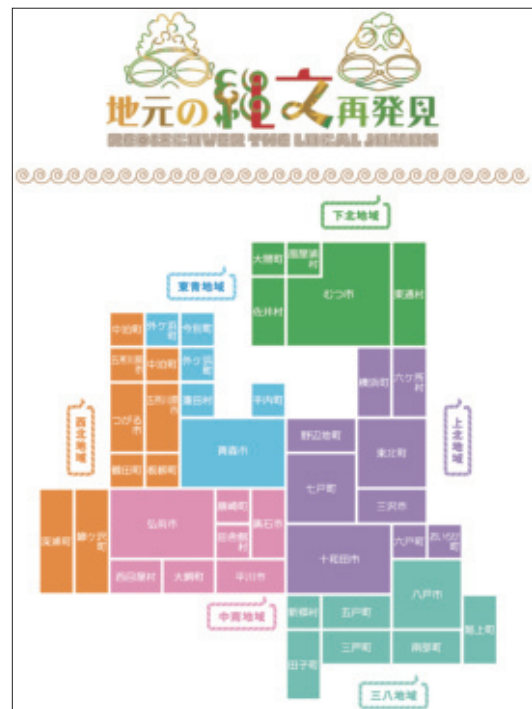 地元の縄文再発見
REDISCOVER THE LOCAL JOMON
下北地域
大間町
風間浦
村
むつ市
東通村
佐井村
東青地域
中泊町
外ヶ浜
町
今別町
五所川原
市
中泊町
外ヶ浜
町
横浜町
六ケ所
村
西北地域
つがる
市
五所川原
市
蓬田村
平内町
上北地域
青森市
野辺地町
東北町
鶴田町
板柳町
七戸町
深浦町
鰺ヶ沢
町
弘前市
藤崎町
黒石市
三沢市
田舎館
村
十和田市
六戸町
おいらせ
町
西目屋村
大鰐町
平川市
八戸市
中南地域
新郷村
五戸町
階上町
三戸町
南部町
田子町
三八地域